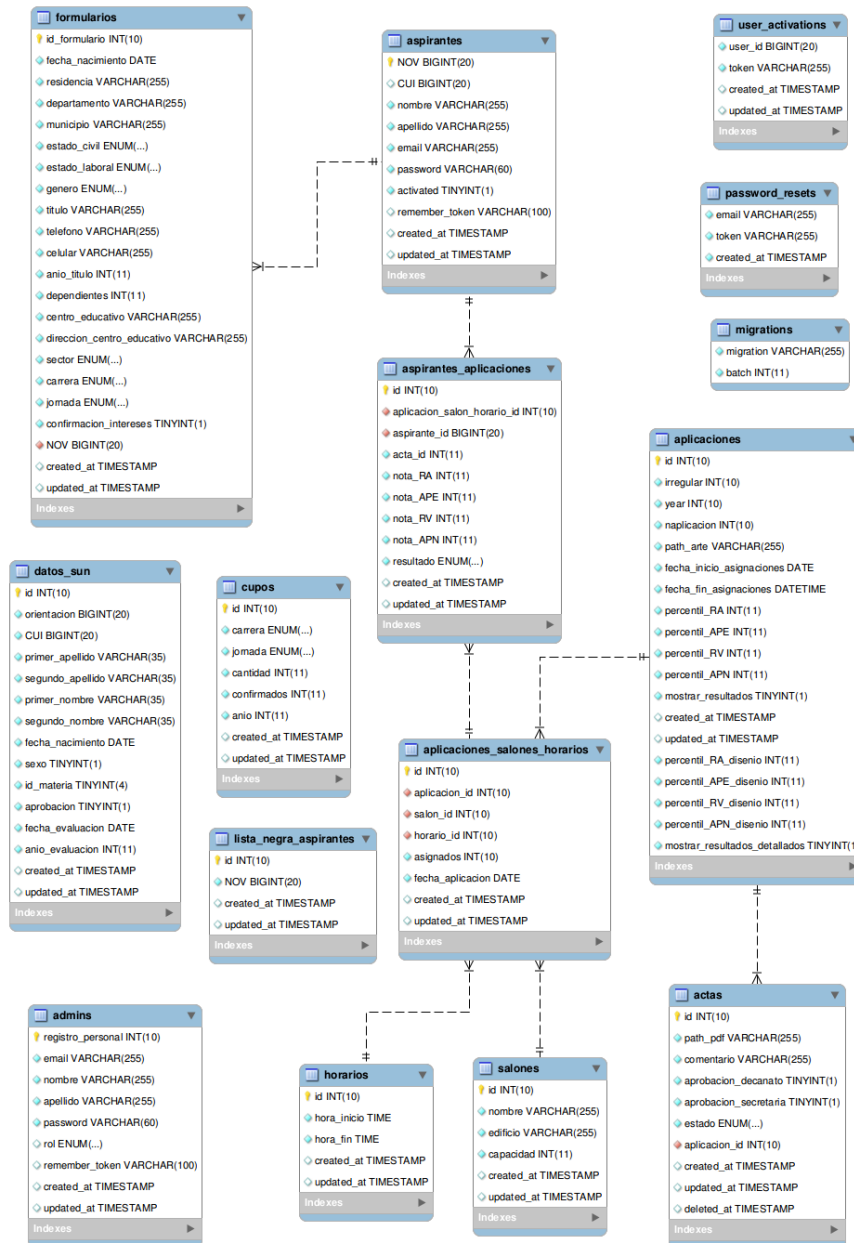 formularios
id_formulario INT(10)
fecha_nacimiento DATE
residencia VARCHAR(255)
departamento VARCHAR(255)
municipio VARCHAR(255)
estado_civil ENUM(...)
estado_laboral ENUM(...)
genero ENUM(...)
titulo VARCHAR(255)
telefono VARCHAR(255)
celular VARCHAR(255)
anio_titulo INT(11)
dependientes INT(11)
centro_educativo VARCHAR(255)
direccion_centro_educativo VARCHAR(255)
sector ENUM(...)
carrera ENUM(...)
jornada ENUM(...)
confirmacion_intereses TINYINT(1)
NOV BIGINT(20)
created_at TIMESTAMP
updated_at TIMESTAMP
Indexes
aspirantes
NOV BIGINT(20)
CUI BIGINT(20)
nombre VARCHAR(255)
apellido VARCHAR(255)
email VARCHAR(255)
password VARCHAR(60)
activated TINYINT(1)
remember_token VARCHAR(100)
created_at TIMESTAMP
updated_at TIMESTAMP
Indexes
user_activations
user_id BIGINT(20)
token VARCHAR(255)
created_at TIMESTAMP
updated_at TIMESTAMP
Indexes
password_resets
email VARCHAR(255)
token VARCHAR(255)
created_at TIMESTAMP
Indexes
migrations
migration VARCHAR(255)
batch INT(11)
aspirantes_aplicaciones
id INT(10)
aplicacion_salon_horario_id INT(10)
aspirante_id BIGINT(20)
acta_id INT(11)
nota_RA INT(11)
nota_APE INT(11)
nota_RV INT(11)
nota_APN INT(11)
resultado ENUM(...)
created_at TIMESTAMP
updated_at TIMESTAMP
Indexes
aplicaciones
id INT(10)
irregular INT(10)
year INT(10)
naplicacion INT(10)
path_arte VARCHAR(255)
fecha_inicio_asignaciones DATE
fecha_fin_asignaciones DATETIME
percentil_RA INT(11)
percentil_APE INT(11)
percentil_RV INT(11)
percentil_APN INT(11)
mostrar_resultados TINYINT(1)
created_at TIMESTAMP
updated_at TIMESTAMP
percentil_RA_disenio INT(11)
percentil_APE_disenio INT(11)
percentil_RV_disenio INT(11)
percentil_APN_disenio INT(11)
mostrar_resultados_detallados TINYINT(1
Indexes
datos_sun
id INT(10)
orientacion BIGINT(20)
CUI BIGINT(20)
primer_apellido VARCHAR(35)
segundo_apellido VARCHAR(35)
primer_nombre VARCHAR(35)
segundo_nombre VARCHAR(35)
fecha_nacimiento DATE
sexo TINYINT(1)
id_materia TINYINT(4)
aprobacion TINYINT(1)
fecha_evaluacion DATE
anio_evaluacion INT(11)
created_at TIMESTAMP
updated_at TIMESTAMP
Indexes
cupos
id INT(10)
carrera ENUM(...)
jornada ENUM(...)
cantidad INT(11)
confirmados INT(11)
anio INT(11)
created_at TIMESTAMP
updated_at TIMESTAMP
Indexes
aplicaciones_salones_horarios
id INT(10)
aplicacion_id INT(10)
salon_id INT(10)
horario_id INT(10)
asignados INT(10)
fecha_aplicacion DATE
created_at TIMESTAMP
updated_at TIMESTAMP
Indexes
lista_negra_aspirantes
id INT(10)
NOV BIGINT(20)
created_at TIMESTAMP
updated_at TIMESTAMP
Indexes
admins
registro_personal INT(10)
email VARCHAR(255)
nombre VARCHAR(255)
apellido VARCHAR(255)
password VARCHAR(60)
rol ENUM(...)
remember_token VARCHAR(100)
created_at TIMESTAMP
updated_at TIMESTAMP
Indexes
horarios
id INT(10)
hora_inicio TIME
hora_fin TIME
created_at TIMESTAMP
updated_at TIMESTAMP
Indexes
salones
id INT(10)
nombre VARCHAR(255)
edificio VARCHAR(255)
capacidad INT(11)
created_at TIMESTAMP
updated_at TIMESTAMP
Indexes
actas
id INT(10)
path_pdf VARCHAR(255)
comentario VARCHAR(255)
aprobacion_decanato TINYINT(1)
aprobacion_secretaria TINYINT(1)
estado ENUM(...)
aplicacion_id INT(10)
created_at TIMESTAMP
updated_at TIMESTAMP
deleted_at TIMESTAMP
Indexes